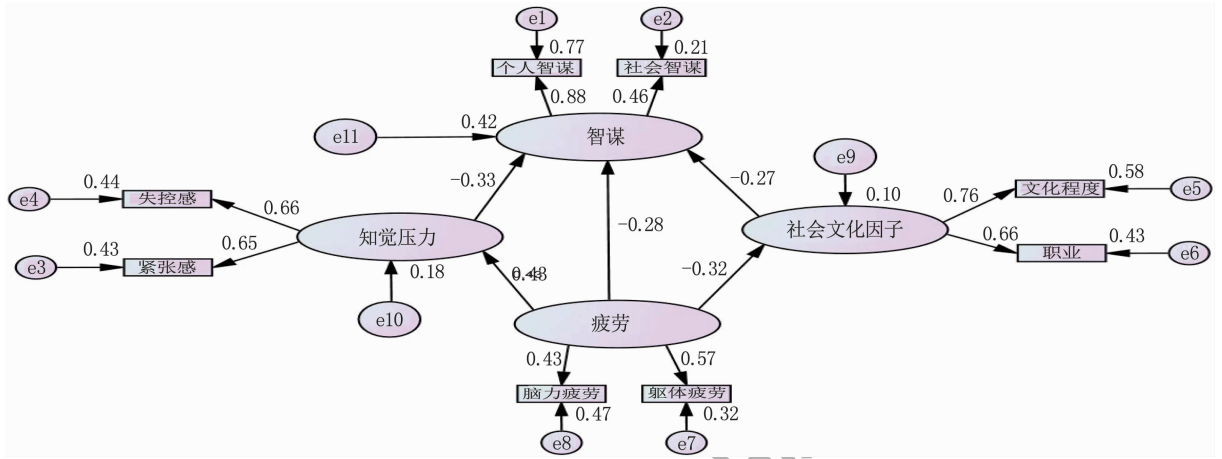 e1
e2
0.77
0.21
个人智谋
社会智谋
0.88
0.46
e11
0.42
智谋
e9
e4
0.44
失控感
-0.33
-0.27
0.10
0.76
文化程度
0.58
e5
0.66
知觉压力
-0.28
社会文化因子
0.65
0.66
0.43
e3
0.43
紧张感
0.18
0.43
-0.32
职业
e6
e10
疲劳
0.43
0.57
脑力疲劳
躯体疲劳
0.47
0.32
e8
e7